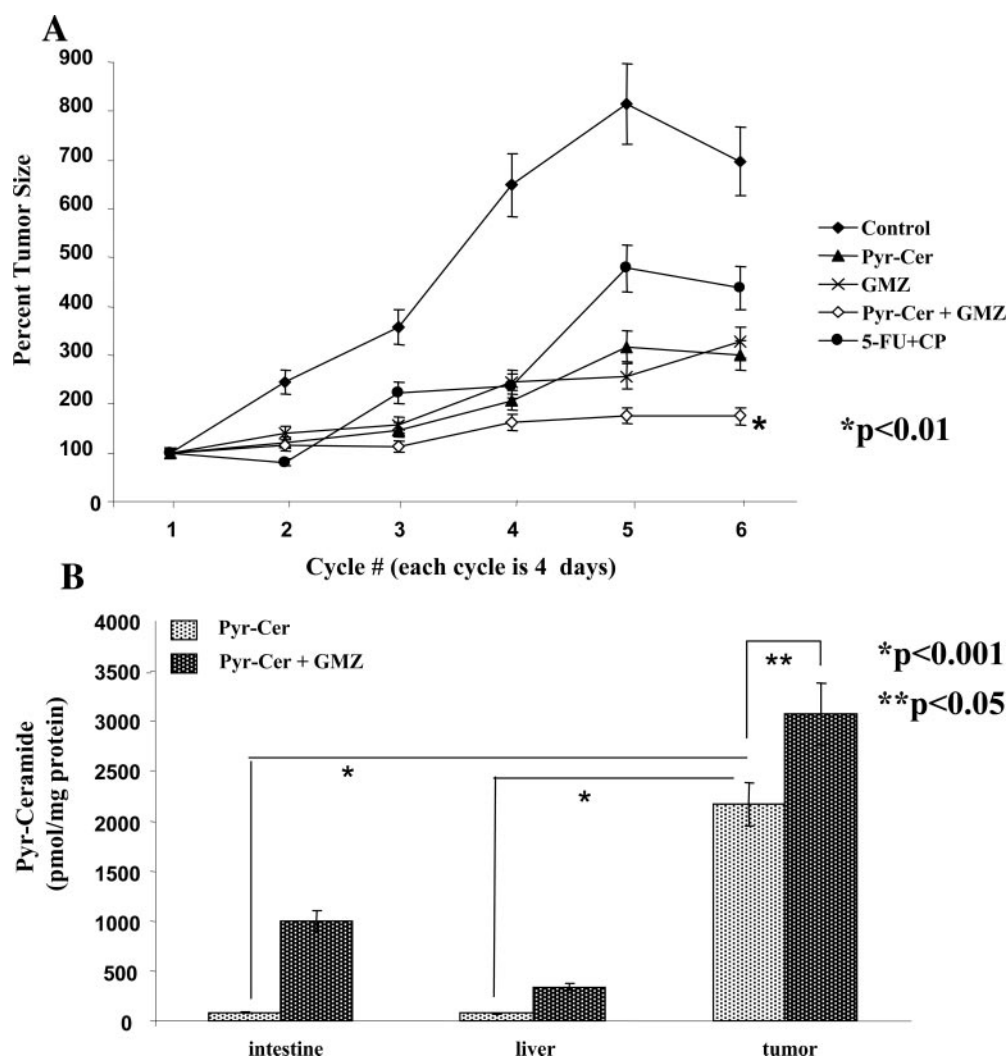 A
900
800
700
600
500
400
300
200
100
0
Percent Tumor Size
1 2 3 4 5 6
Cycle # (each cycle is 4 days)
Control
Pyr-Cer
GMZ
Pyr-Cer + GMZ
5-FU+CP
*
*p<0.01
B
4000
3500
3000
2500
2000
1500
1000
500
0
Pyr-Ceramide
(pmol/mg protein)
Pyr-Cer
Pyr-Cer + GMZ
*
*
**
*p<0.001
**p<0.05
intestine liver tumor